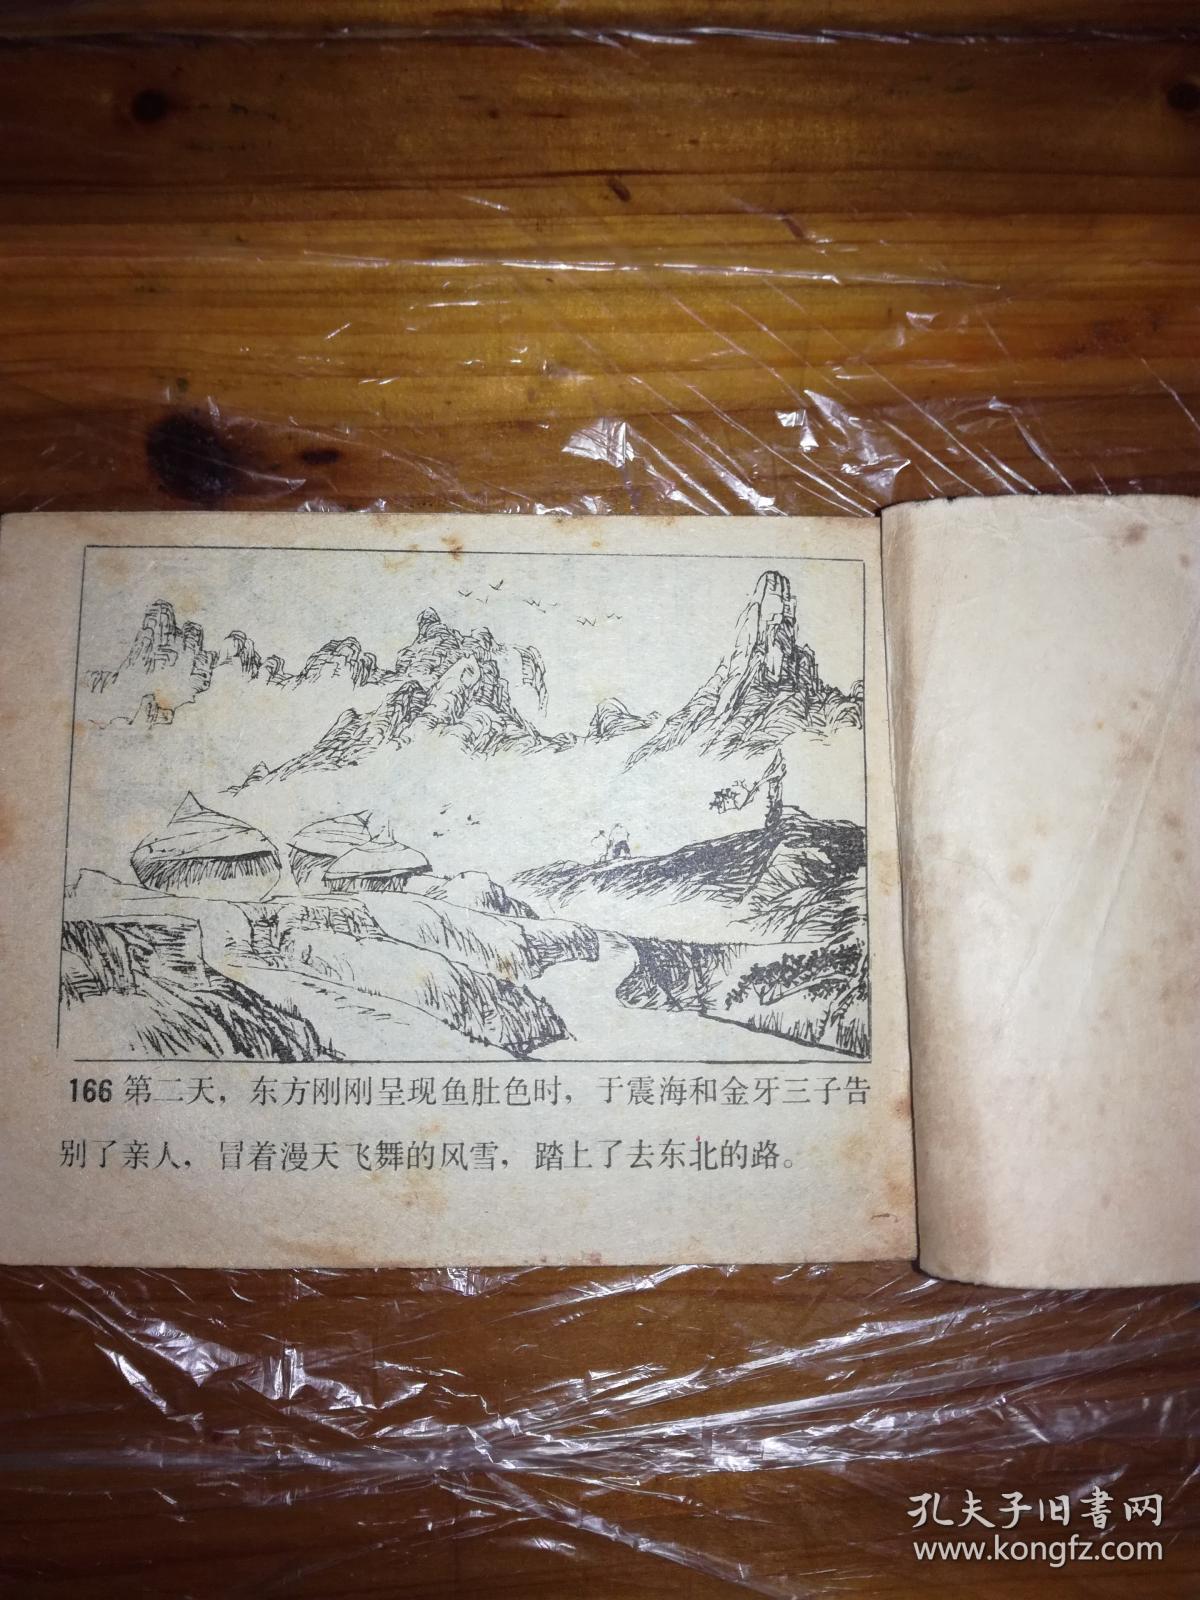 166 第二天，东方刚刚呈现鱼肚色时，于震海和金牙三子告
别了亲人，冒着漫天飞舞的风雪，踏上了去东北的路。
孔夫子旧書网
www.kongfz.com